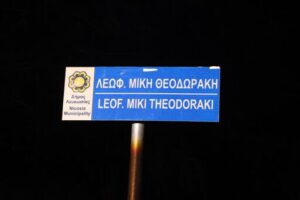 ΛΕΩΦ. ΜΙΚΗ ΘΕΟΔΩΡΑΚΗ
LEOF. MIKI THEODORAKI
Δήμος
Λευκωσίας
Nicosia
Municipality